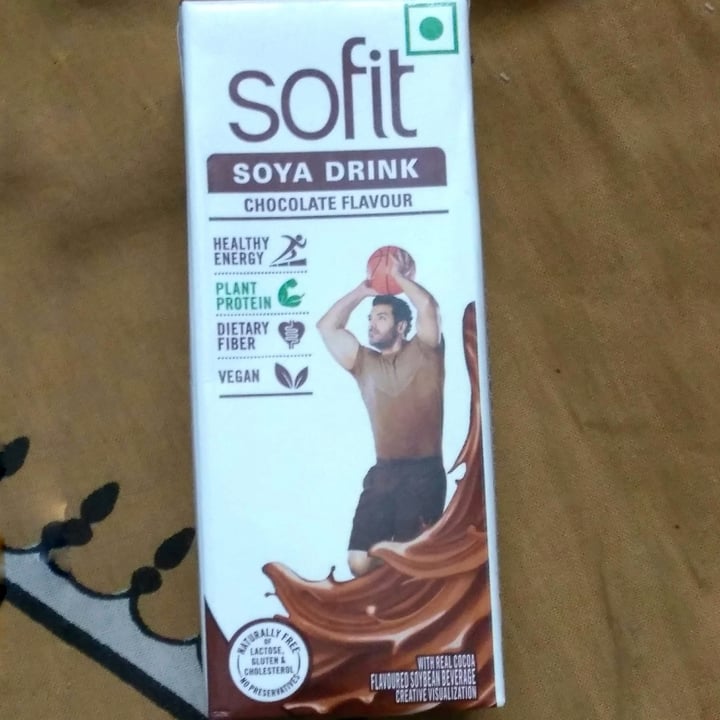 sofit
SOYA DRINK
CHOCOLATE FLAVOUR
HEALTHY
ENERGY
PLANT
PROTEIN
DIETARY
FIBER
VEGAN
NATURALLY FREE
OF
LACTOSE,
GLUTEN &
CHOLESTEROL
NO PRESERVATIVES
WITH REAL COCOA
FLAVOURED SOYBEAN BEVERAGE
CREATIVE VISUALIZATION